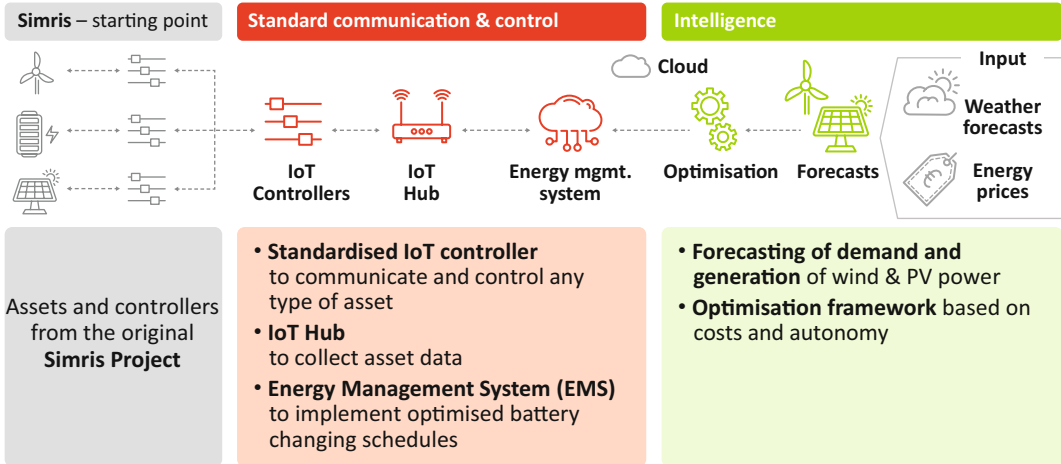 Simris – starting point
Standard communication & control
Intelligence
Cloud
Input
Weather
forecasts
Energy
prices
IoT
Controllers
IoT
Hub
Energy mgmt.
system
Optimisation
Forecasts
€
Assets and controllers
from the original
Simris Project
• Standardised IoT controller
to communicate and control any
type of asset
• IoT Hub
to collect asset data
• Energy Management System (EMS)
to implement optimised battery
changing schedules
• Forecasting of demand and
generation of wind & PV power
• Optimisation framework based on
costs and autonomy